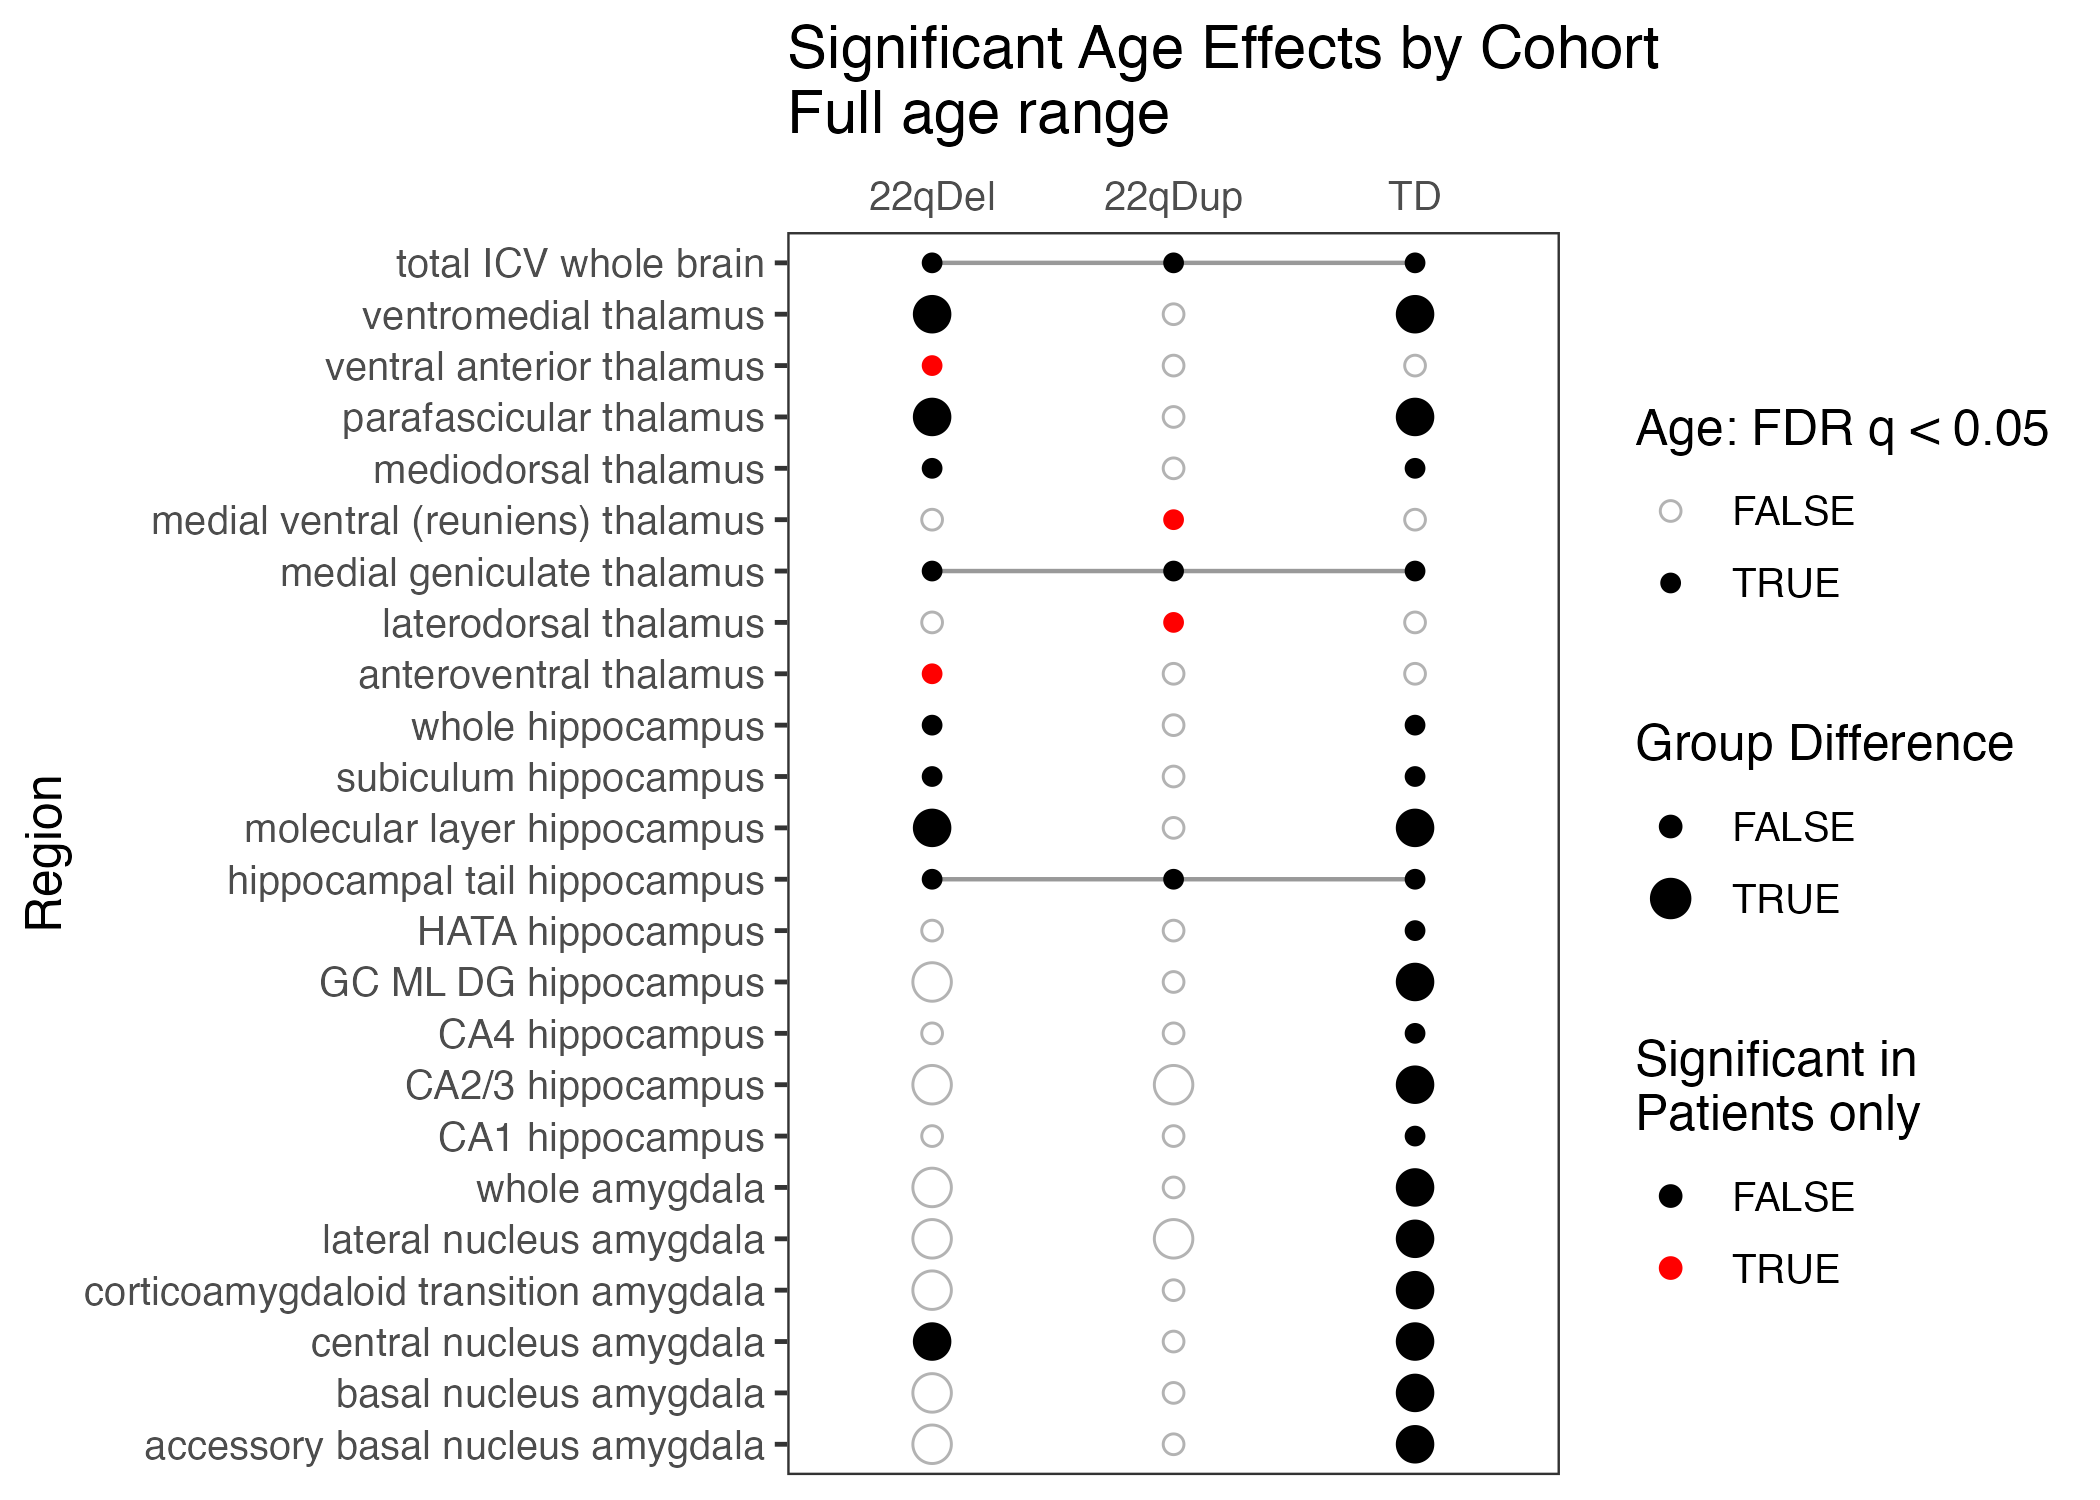 Significant Age Effects by Cohort
Full age range
22qDel 22qDup TD
total ICV whole brain
ventromedial thalamus
ventral anterior thalamus
parafascicular thalamus
mediodorsal thalamus
medial ventral (reuniens) thalamus
medial geniculate thalamus
laterodorsal thalamus
anteroventral thalamus
whole hippocampus
subiculum hippocampus
molecular layer hippocampus
hippocampal tail hippocampus
HATA hippocampus
GC ML DG hippocampus
CA4 hippocampus
CA2/3 hippocampus
CA1 hippocampus
whole amygdala
lateral nucleus amygdala
corticoamygdaloid transition amygdala
central nucleus amygdala
basal nucleus amygdala
accessory basal nucleus amygdala
Region
Age: FDR q < 0.05
FALSE
TRUE
Group Difference
FALSE
TRUE
Significant in
Patients only
FALSE
TRUE